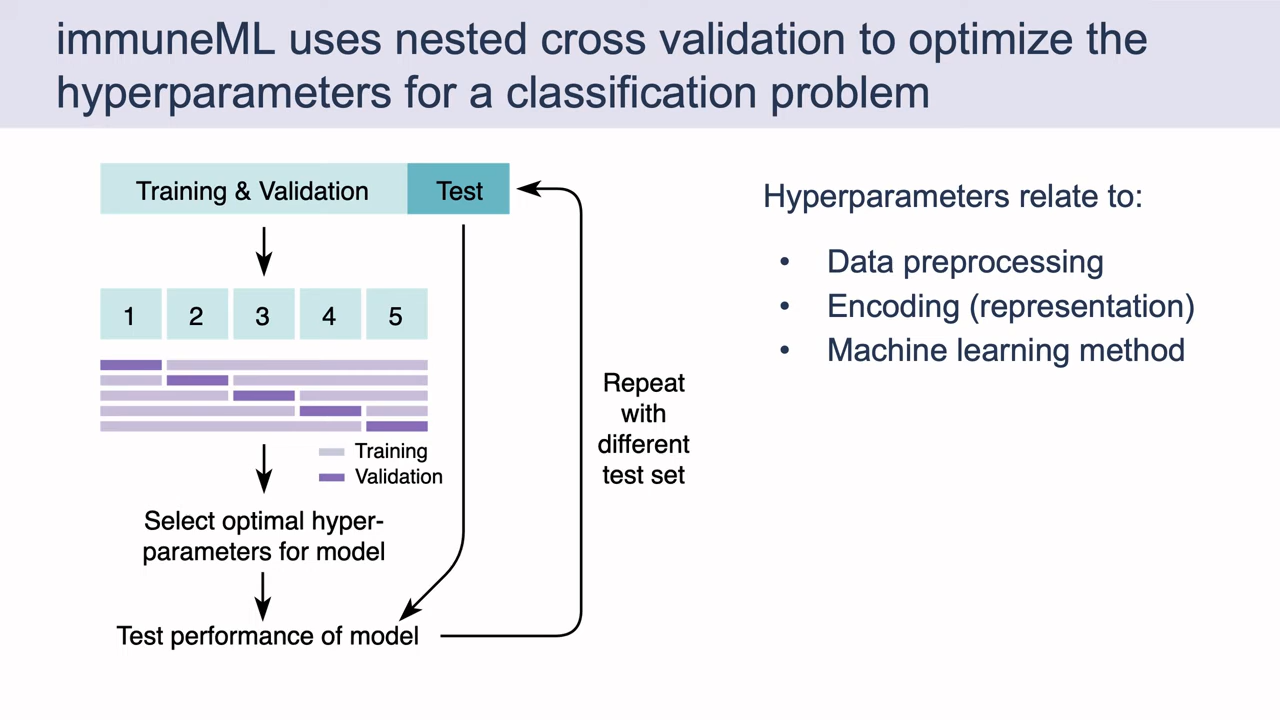 immuneML uses nested cross validation to optimize the
hyperparameters for a classification problem
Training & Validation
Test
1 2 3 4 5
Training
Validation
Select optimal hyper-
parameters for model
Test performance of model
Repeat
with
different
test set
Hyperparameters relate to:
• Data preprocessing
• Encoding (representation)
• Machine learning method